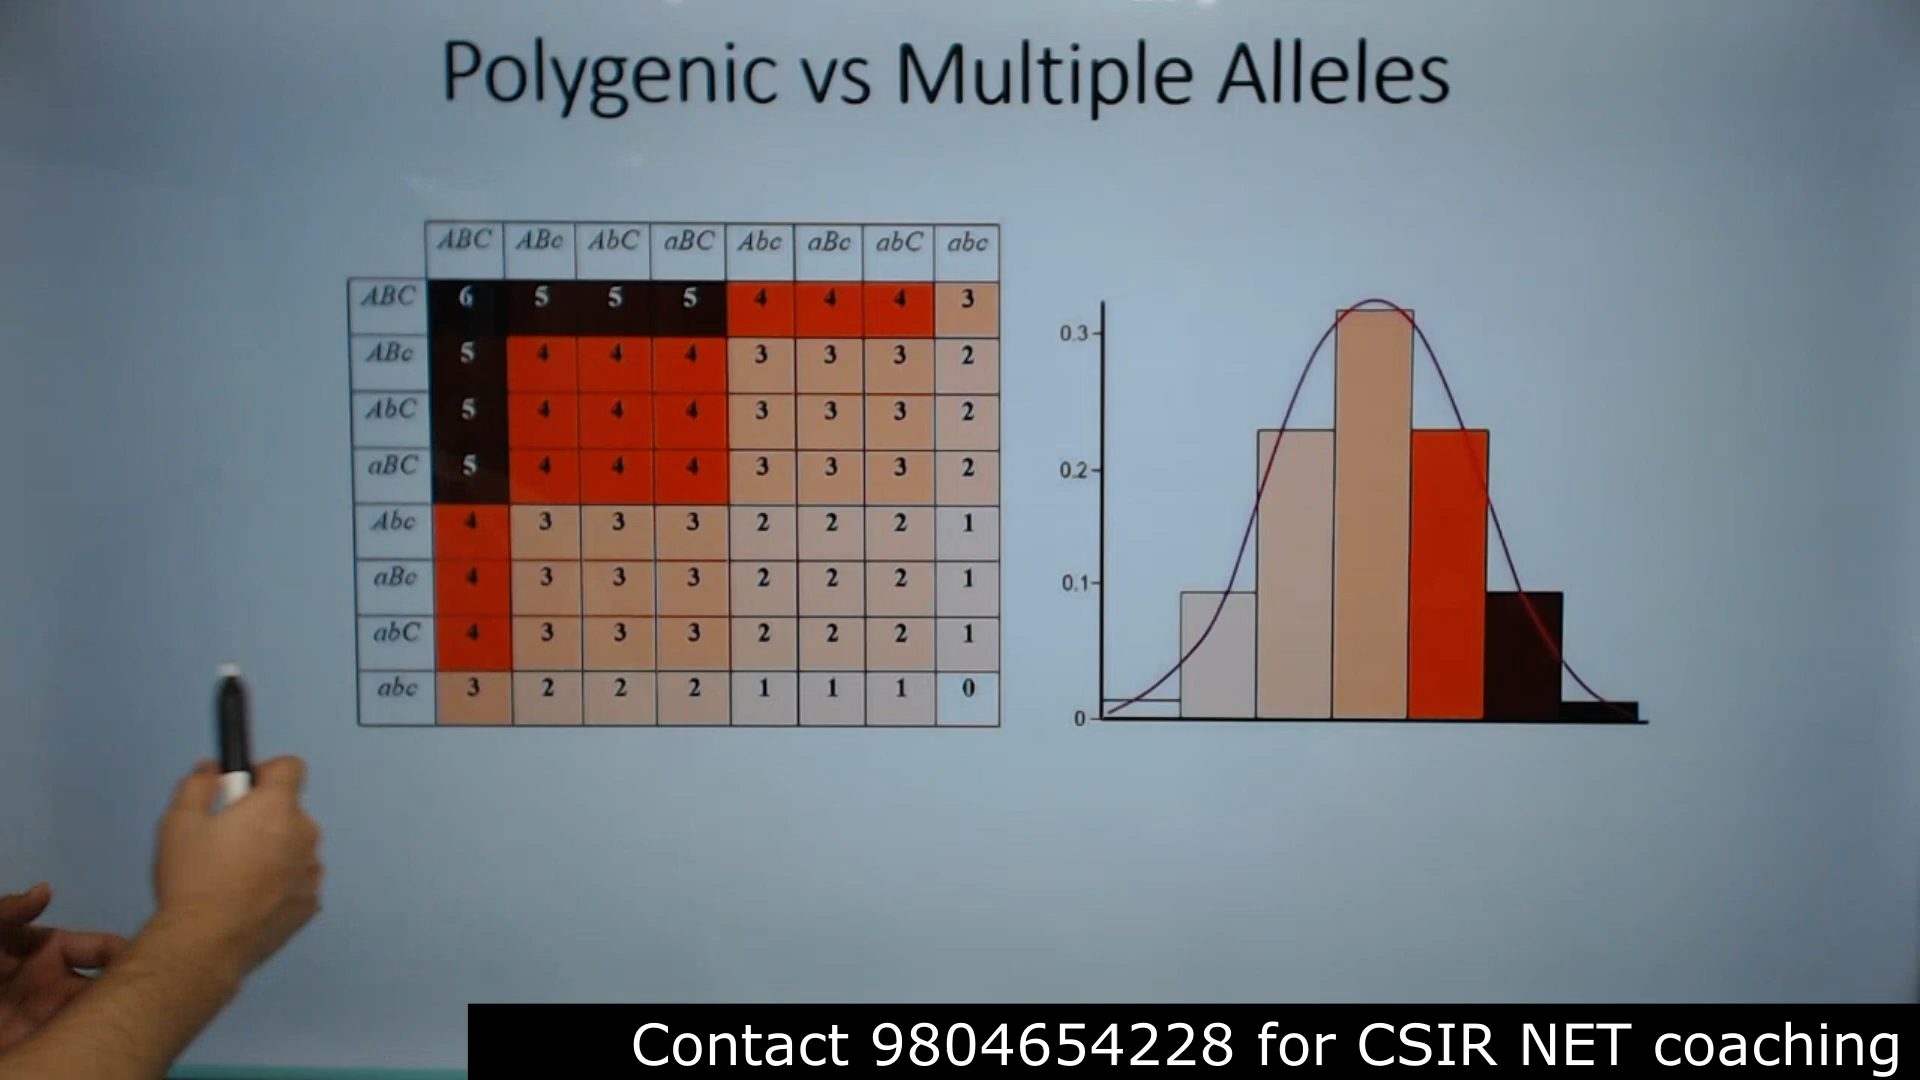 Polygenic vs Multiple Alleles
ABC ABc AbC aBC Abc aBc abC abc
ABC 6 5 5 5 4 4 4 3
ABc 5 4 4 4 3 3 3 2
AbC 5 4 4 4 3 3 3 2
aBC 5 4 4 4 3 3 3 2
Abc 4 3 3 3 2 2 2 1
aBc 4 3 3 3 2 2 2 1
abC 4 3 3 3 2 2 2 1
abc 3 2 2 2 1 1 1 0
0.3
0.2
0.1
0
Contact 9804654228 for CSIR NET coaching